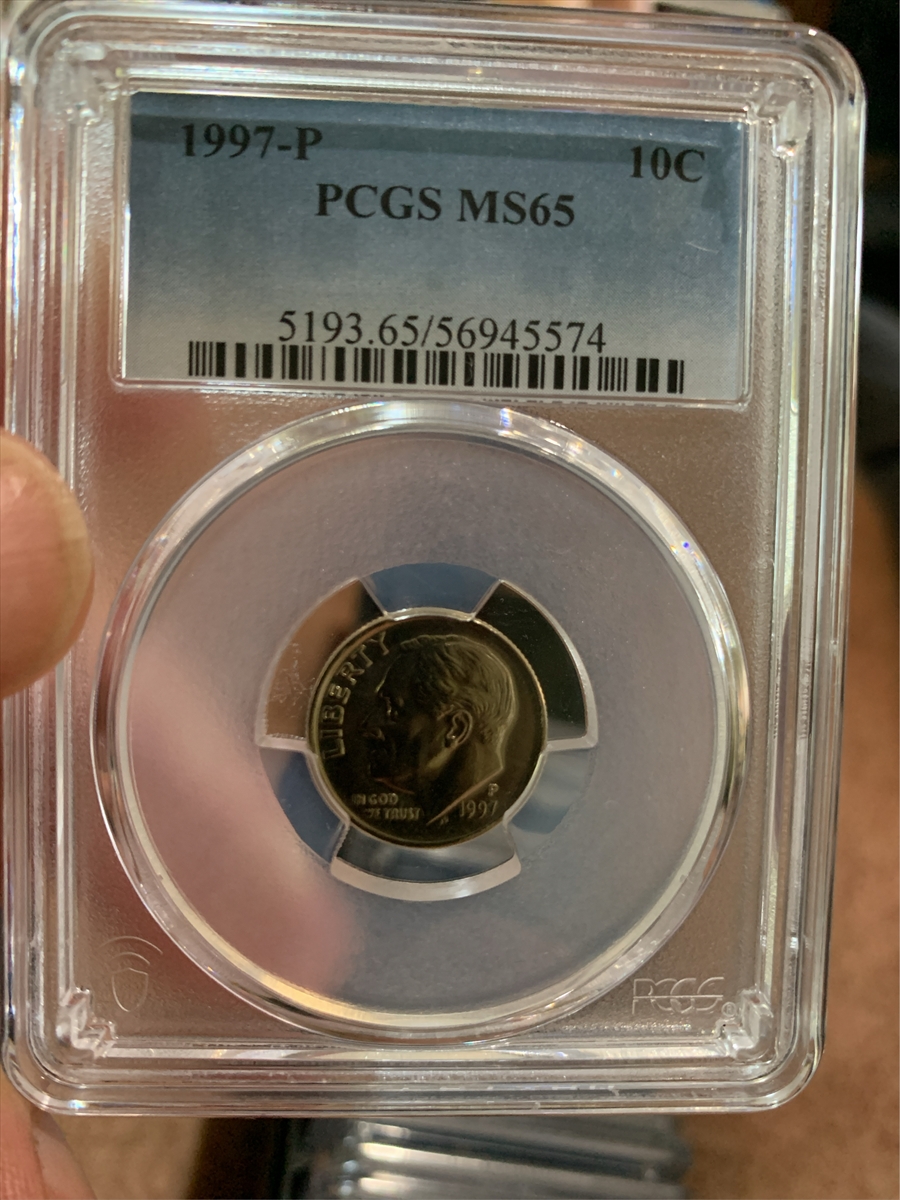 1997-P
10C
PCGS MS65
5193.65/56945574
LIBERTY
IN GOD
WE TRUST
P
1997
PCGS